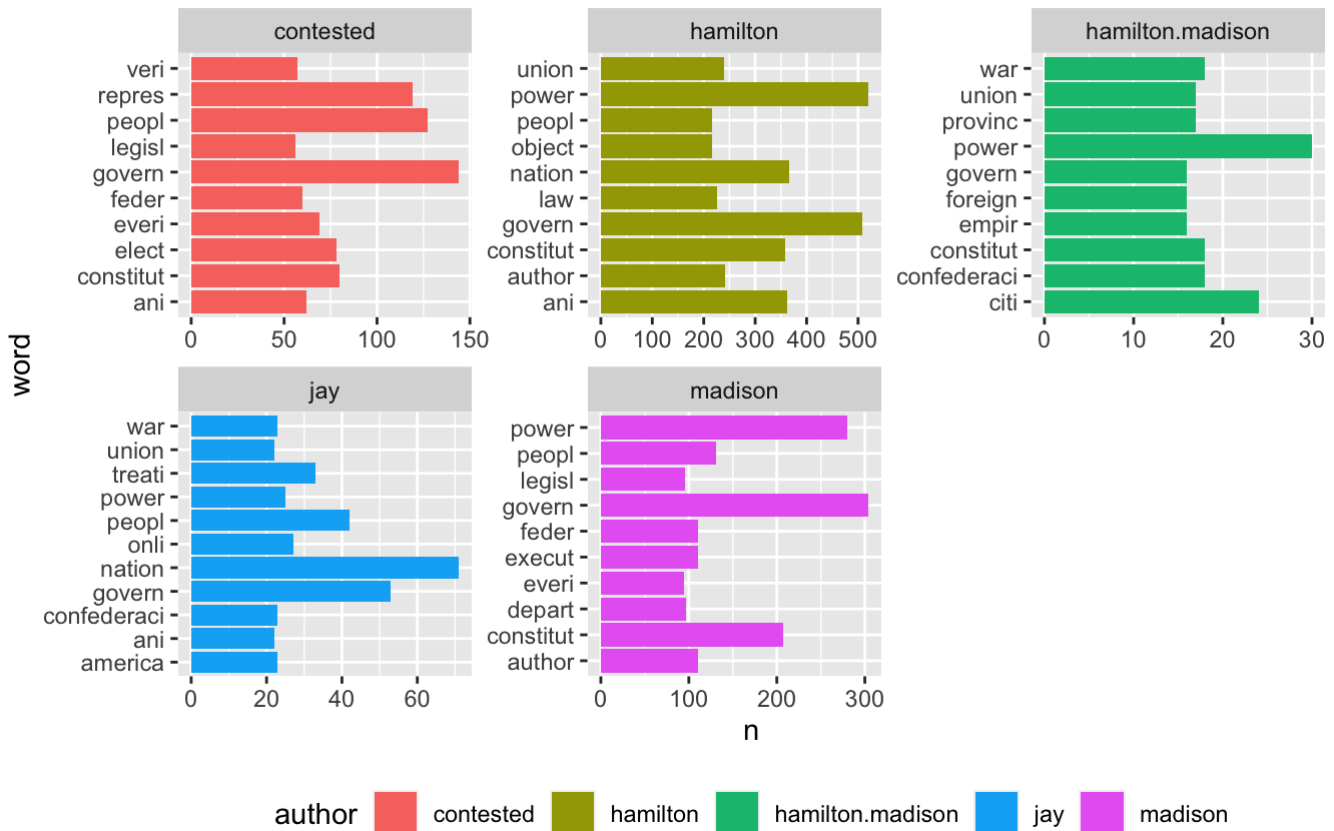 contested
veri
repres
peopl
legisl
govern
feder
everi
elect
constitut
ani
0 50 100 150
hamilton
union
power
peopl
object
nation
law
govern
constitut
author
ani
0 100 200 300 400 500
hamilton.madison
war
union
provinc
power
govern
foreign
empir
constitut
confederaci
citi
0 10 20 30
word
jay
war
union
treati
power
peopl
onli
nation
govern
confederaci
ani
america
0 20 40 60
madison
power
peopl
legisl
govern
feder
execut
everi
depart
constitut
author
0 100 200 300
n
author contested hamilton hamilton.madison jay madison